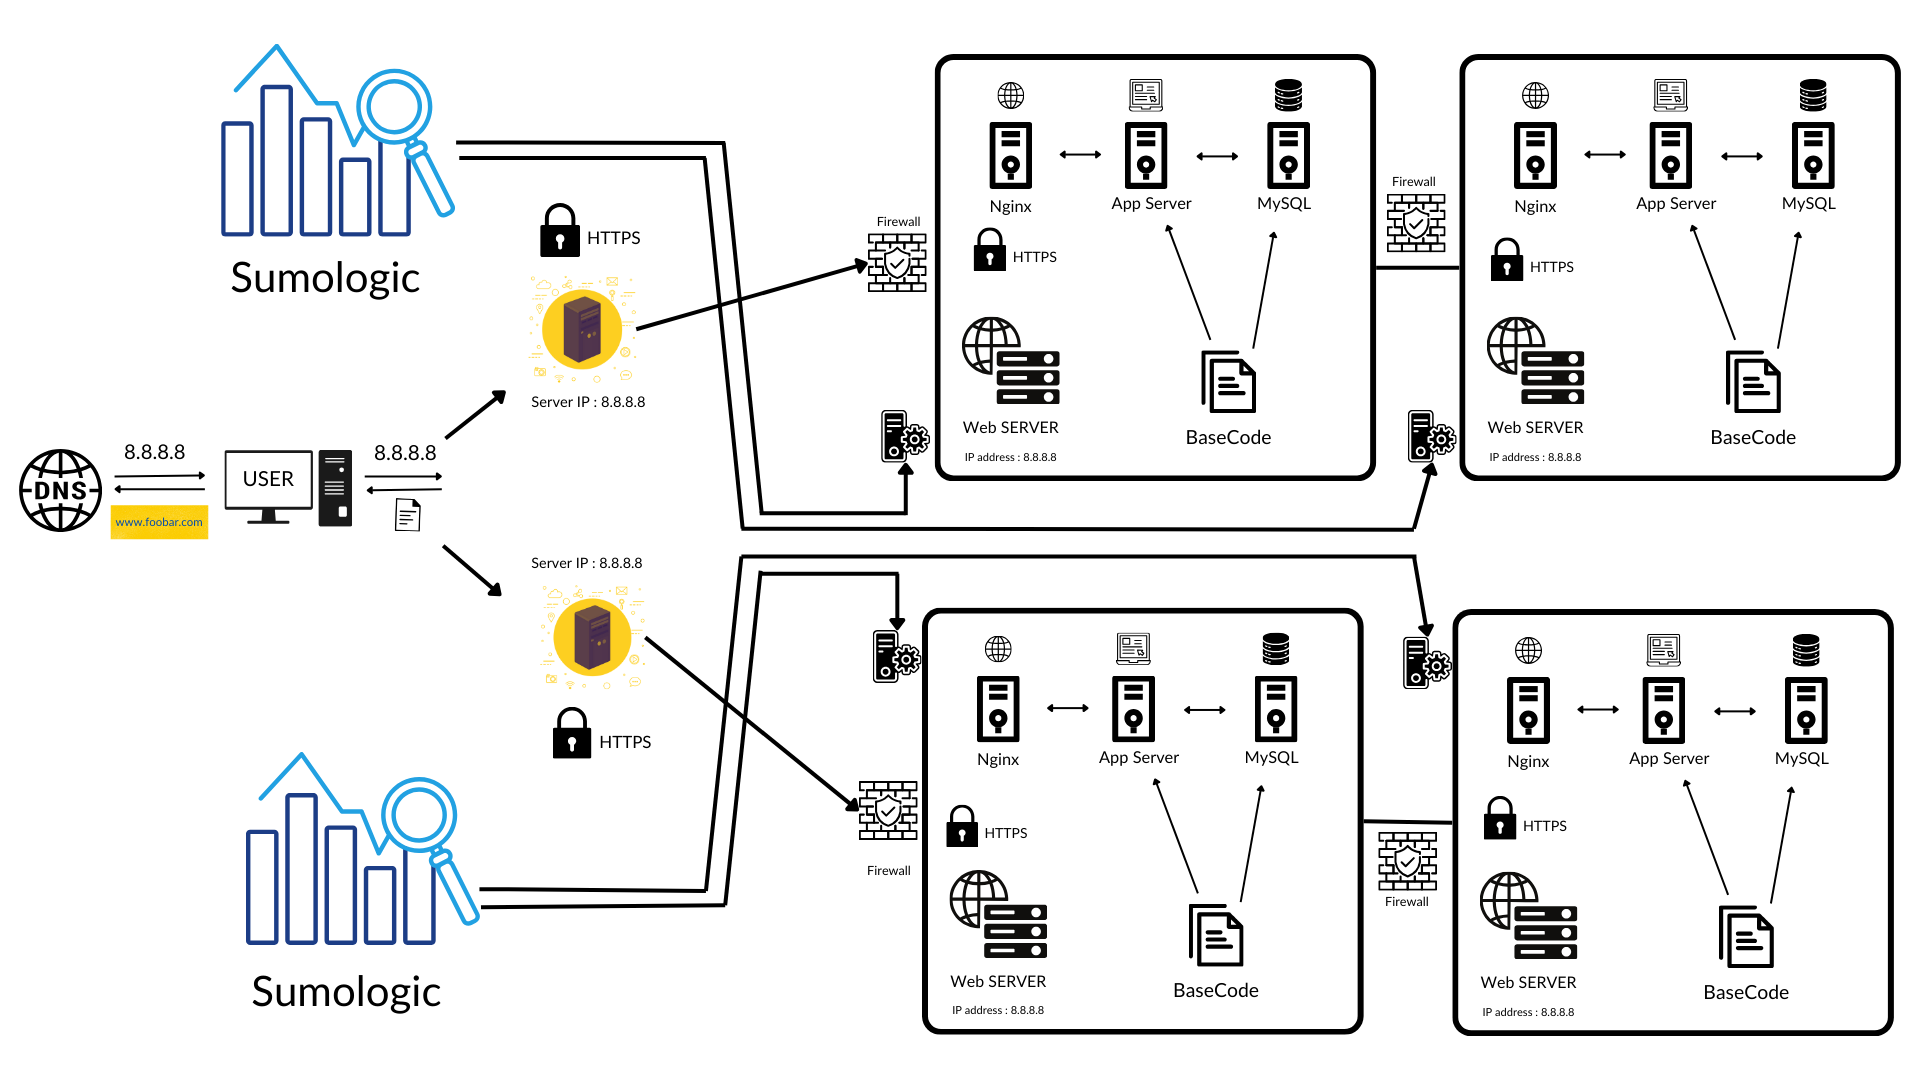 Sumologic
HTTPS
Server IP : 8.8.8.8
DNS
8.8.8.8
www.foobar.com
USER
8.8.8.8
Server IP : 8.8.8.8
HTTPS
Sumologic
Firewall
Nginx
App Server
MySQL
HTTPS
Web SERVER
IP address : 8.8.8.8
BaseCode
Firewall
Nginx
App Server
MySQL
HTTPS
Web SERVER
IP address : 8.8.8.8
BaseCode
Firewall
Nginx
App Server
MySQL
HTTPS
Web SERVER
IP address : 8.8.8.8
BaseCode
Firewall
Nginx
App Server
MySQL
HTTPS
Web SERVER
IP address : 8.8.8.8
BaseCode